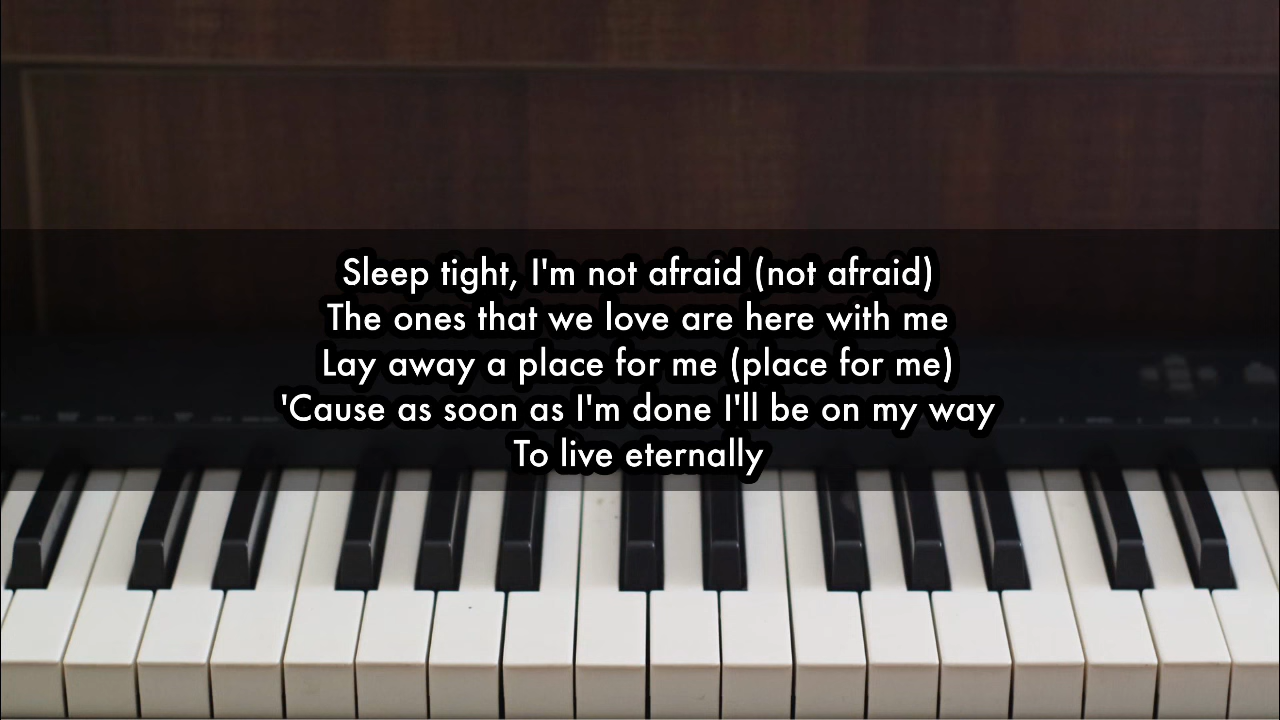 Sleep tight, I'm not afraid (not afraid)
The ones that we love are here with me
Lay away a place for me (place for me)
'Cause as soon as I'm done I'll be on my way
To live eternally